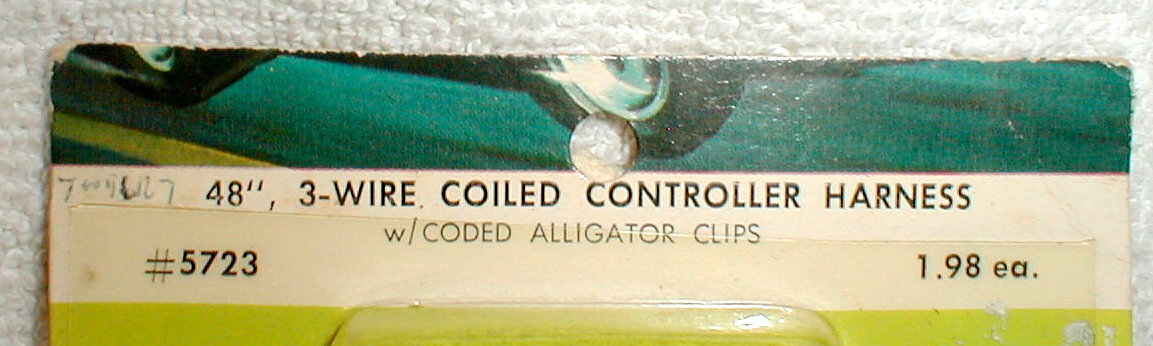 48", 3-WIRE COILED CONTROLLER HARNESS
w/CODED ALLIGATOR CLIPS
#5723
1.98 ea.